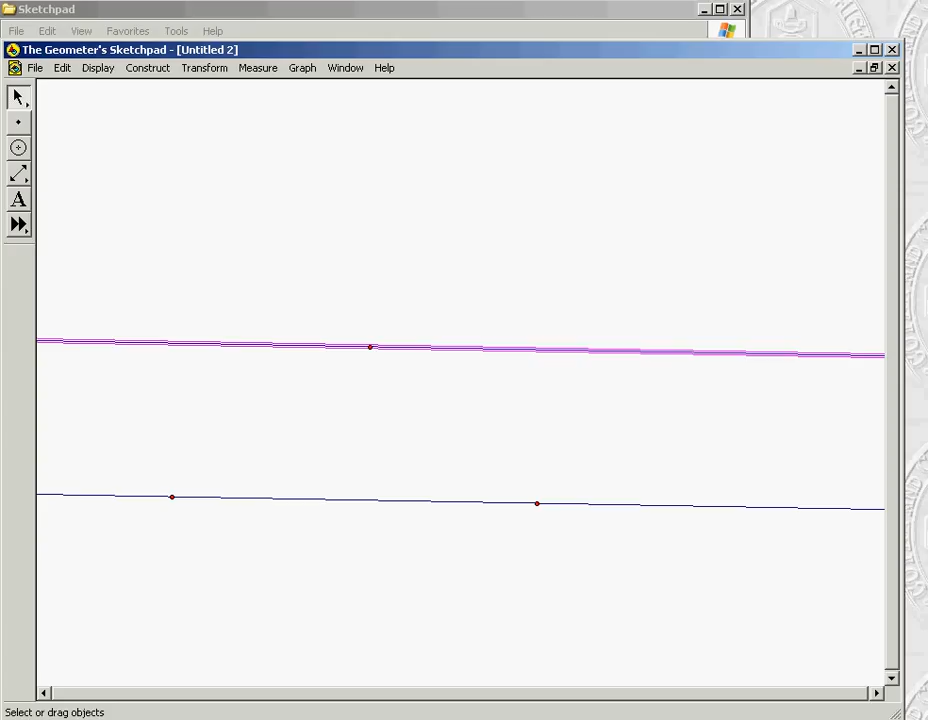 Sketchpad
File Edit View Favorites Tools Help
The Geometer's Sketchpad - [Untitled 2]
File Edit Display Construct Transform Measure Graph Window Help
A
Select or drag objects